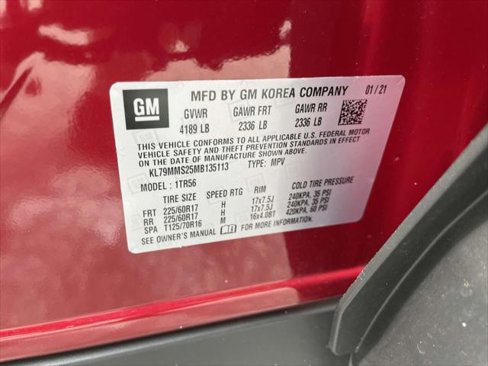 GM
MFD BY GM KOREA COMPANY 01/21
GVWR GAWR FRT GAWR RR
4189 LB 2336 LB 2336 LB
THIS VEHICLE CONFORMS TO ALL APPLICABLE U.S. FEDERAL MOTOR
VEHICLE SAFETY, BUMPER, AND THEFT PREVENTION STANDARDS IN
EFFECT ON THE DATE OF MANUFACTURE SHOWN ABOVE.
KL79MMS25MB135113 TYPE: MPV
MODEL: 1TR56
TIRE SIZE SPEED RTG RIM COLD TIRE PRESSURE
FRT 225/60R17 H 17x7.5J 240KPA, 35 PSI
RR 225/60R17 H 17x7.5J 240KPA, 35 PSI
SPA T125/70R16 M 16x4.0BT 420KPA, 60 PSI
SEE OWNER'S MANUAL FOR MORE INFORMATION.